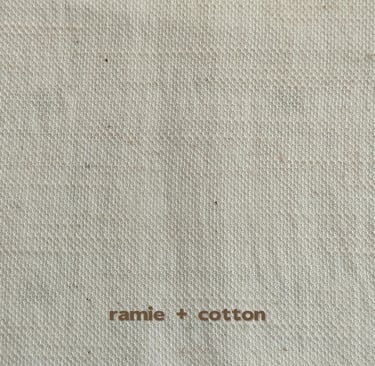 ramie + cotton